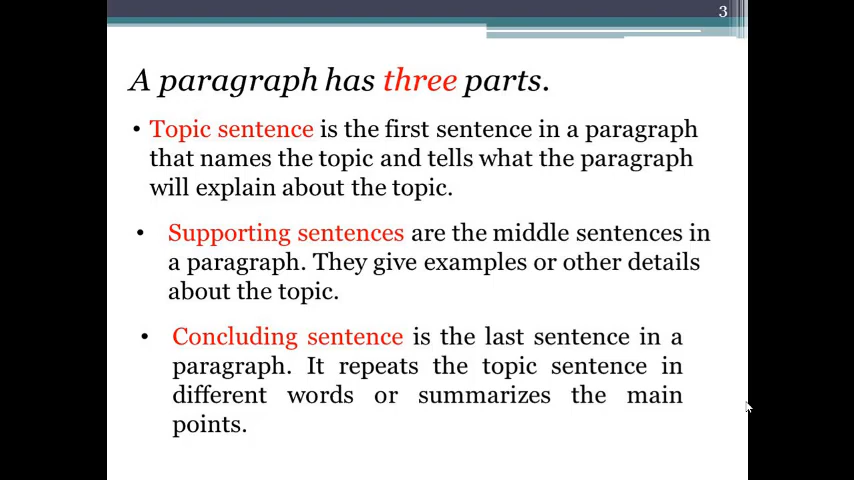 3
A paragraph has three parts.
• Topic sentence is the first sentence in a paragraph
that names the topic and tells what the paragraph
will explain about the topic.
• Supporting sentences are the middle sentences in
a paragraph. They give examples or other details
about the topic.
• Concluding sentence is the last sentence in a
paragraph. It repeats the topic sentence in
different words or summarizes the main
points.